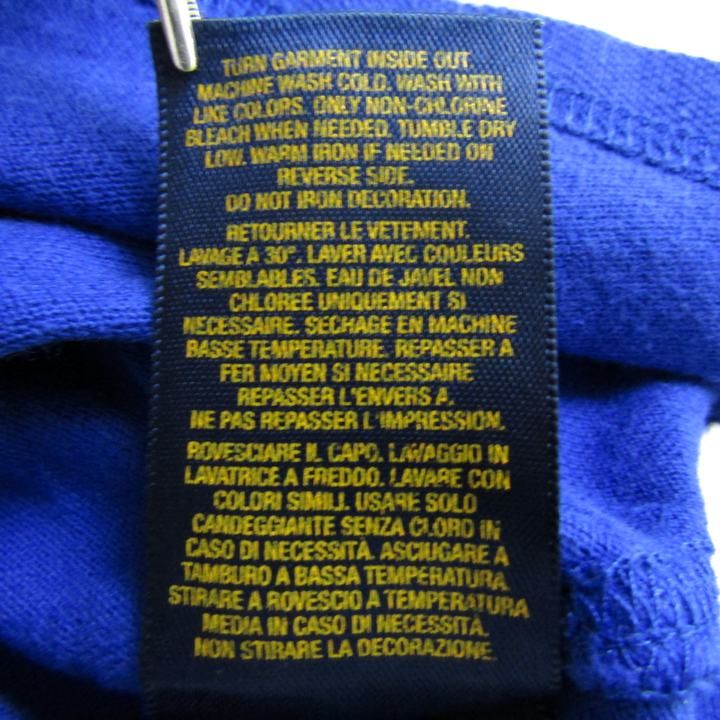 TURN GARMENT INSIDE OUT
MACHINE WASH COLD. WASH WITH
LIKE COLORS. ONLY NON-CHLORINE
BLEACH WHEN NEEDED. TUMBLE DRY
LOW. WARM IRON IF NEEDED ON
REVERSE SIDE.
DO NOT IRON DECORATION.
RETOURNER LE VETEMENT.
LAVAGE A 30°. LAVER AVEC COULEURS
SEMBLABLES. EAU DE JAVEL NON
CHLOREE UNIQUEMENT SI
NECESSAIRE. SECHAGE EN MACHINE
BASSE TEMPERATURE. REPASSER A
FER MOYEN SI NECESSAIRE
REPASSER L'ENVERS A.
NE PAS REPASSER L'IMPRESSION.
ROVESCIARE IL CAPO. LAVAGGIO IN
LAVATRICE A FREDDO. LAVARE CON
COLORI SIMILI. USARE SOLO
CANDEGGIANTE SENZA CLORO IN
CASO DI NECESSITÀ. ASCIUGARE A
TAMBURO A BASSA TEMPERATURA.
STIRARE A ROVESCIO A TEMPERATURA
MEDIA IN CASO DI NECESSITÀ.
NON STIRARE LA DECORAZIONE.